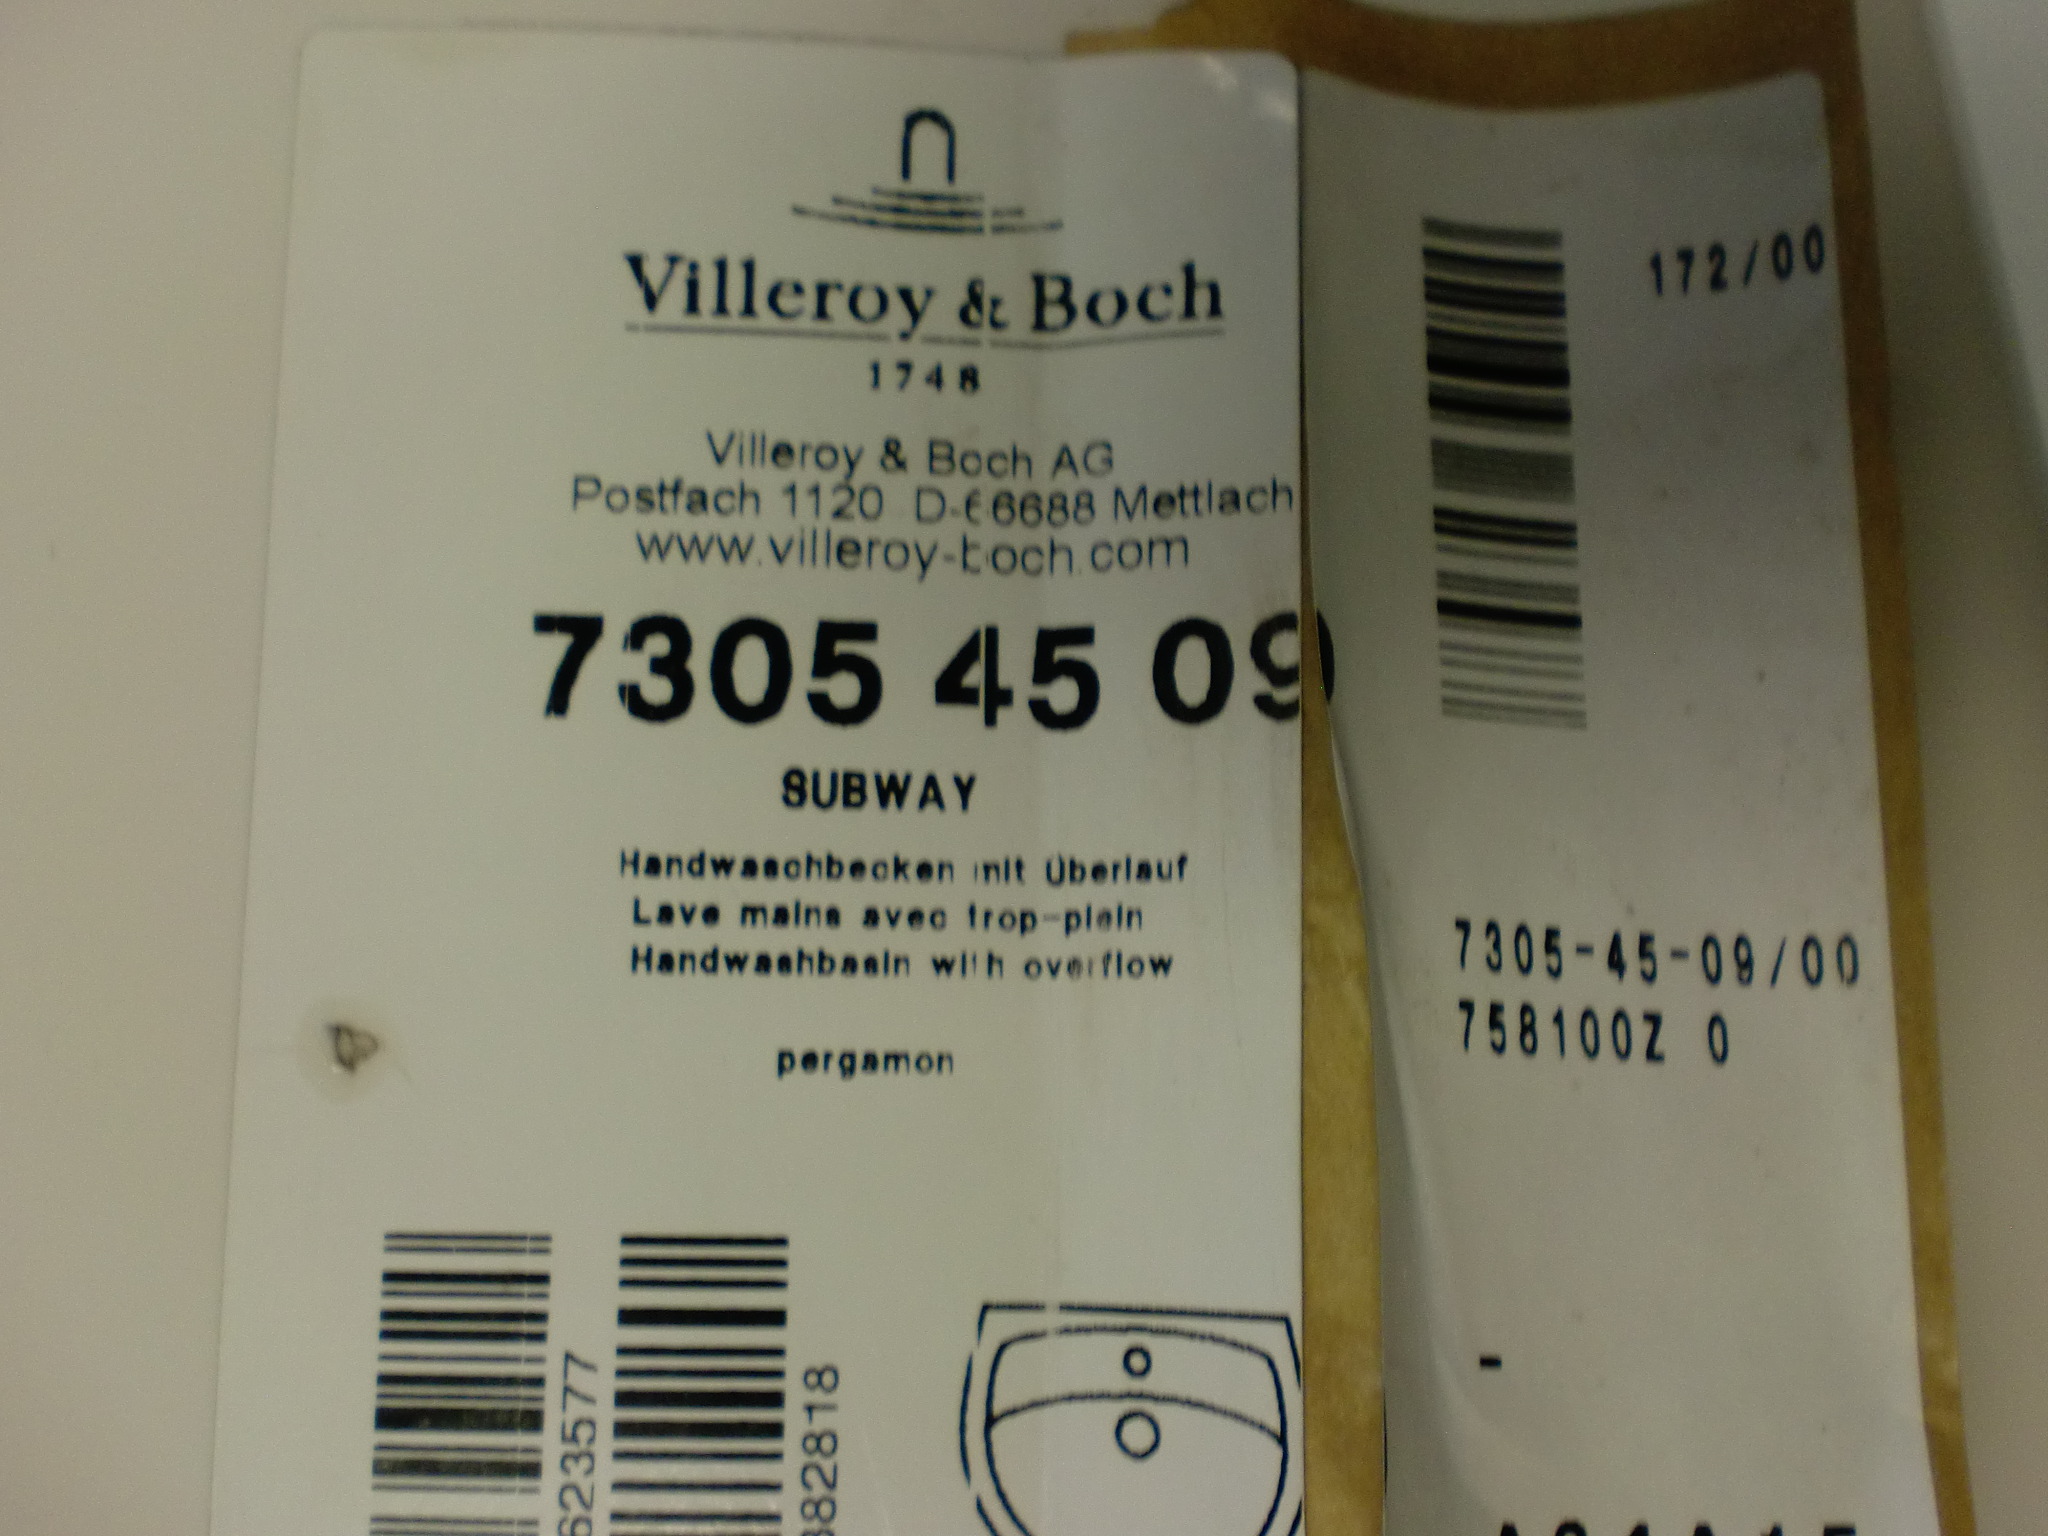 Villeroy & Boch
1748
Villeroy & Boch AG
Postfach 1120 D-66688 Mettlach
www.villeroy-boch.com
7305 45 09
SUBWAY
Handwaschbecken mit Überlauf
Lave mains avec trop-plein
Handwashbasin with overflow
pergamon
623577
82818
172/00
7305-45-09/00
758100Z 0
-